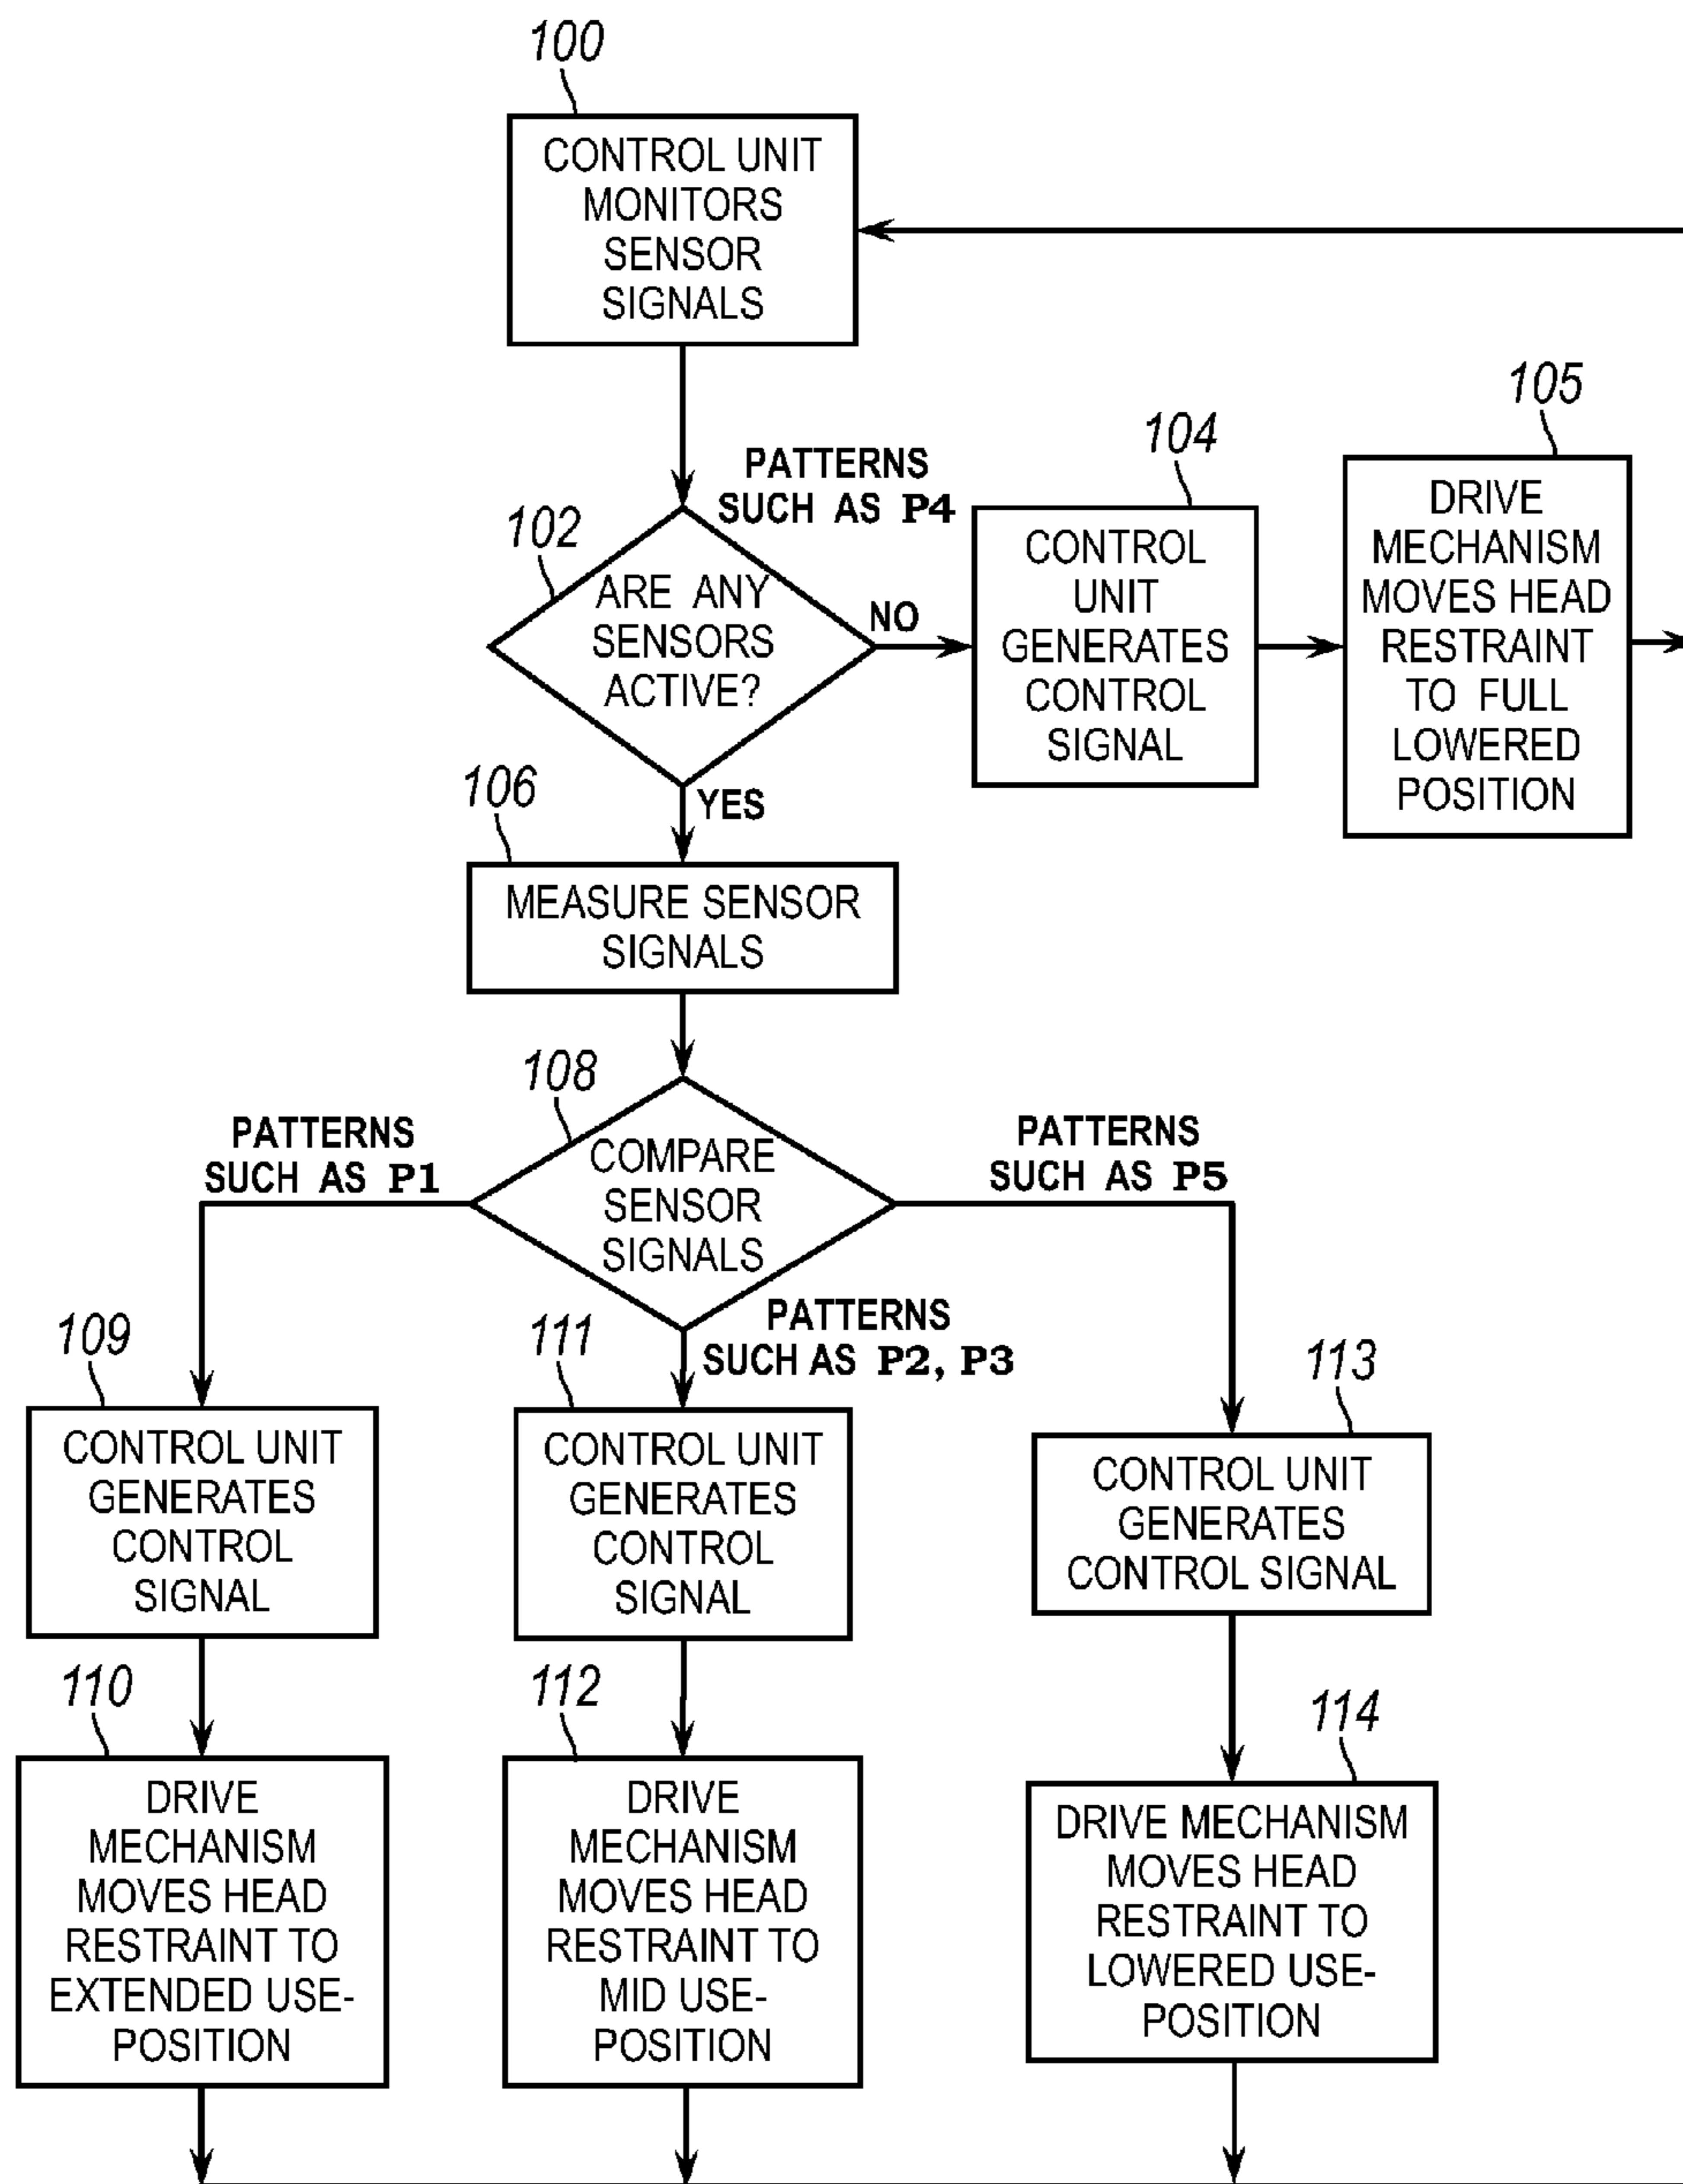 100
CONTROL UNIT
MONITORS
SENSOR
SIGNALS
105
104
PATTERNS
SUCH AS P4
102
ARE ANY
SENSORS
ACTIVE?
NO
CONTROL
UNIT
GENERATES
CONTROL
SIGNAL
DRIVE
MECHANISM
MOVES HEAD
RESTRAINT
TO FULL
LOWERED
POSITION
YES
106
MEASURE SENSOR
SIGNALS
108
COMPARE
SENSOR
SIGNALS
PATTERNS
SUCH AS P1
PATTERNS
SUCH AS P5
PATTERNS
SUCH AS P2, P3
109
CONTROL UNIT
GENERATES
CONTROL
SIGNAL
111
CONTROL UNIT
GENERATES
CONTROL
SIGNAL
113
CONTROL UNIT
GENERATES
CONTROL SIGNAL
110
DRIVE
MECHANISM
MOVES HEAD
RESTRAINT TO
EXTENDED USE-
POSITION
112
DRIVE
MECHANISM
MOVES HEAD
RESTRAINT TO
MID USE-
POSITION
114
DRIVE MECHANISM
MOVES HEAD
RESTRAINT TO
LOWERED USE-
POSITION